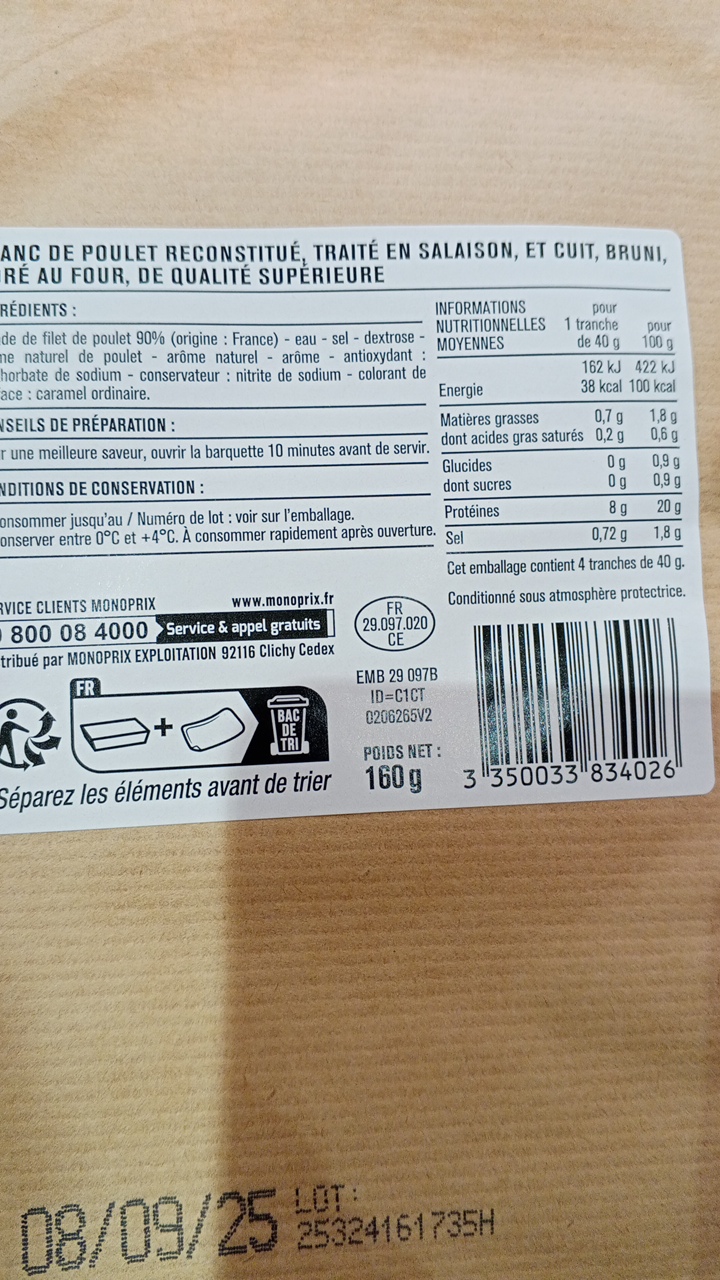 ANC DE POULET RECONSTITUÉ, TRAITÉ EN SALAISON, ET CUIT, BRUNI,
RÉ AU FOUR, DE QUALITÉ SUPÉRIEURE
RÉDIENTS :
de de filet de poulet 90% (origine : France) - eau - sel - dextrose -
me naturel de poulet - arôme naturel - arôme - antioxydant :
horbate de sodium - conservateur : nitrite de sodium - colorant de
ace : caramel ordinaire.
NSEILS DE PRÉPARATION :
r une meilleure saveur, ouvrir la barquette 10 minutes avant de servir.
NDITIONS DE CONSERVATION :
onsommer jusqu'au / Numéro de lot : voir sur l'emballage.
onserver entre 0°C et +4°C. À consommer rapidement après ouverture.
INFORMATIONS NUTRITIONNELLES MOYENNES
pour 1 tranche de 40 g
pour 100 g
162 kJ 422 kJ
Energie 38 kcal 100 kcal
Matières grasses 0,7 g 1,8 g
dont acides gras saturés 0,2 g 0,6 g
Glucides 0 g 0,9 g
dont sucres 0 g 0,9 g
Protéines 8 g 20 g
Sel 0,72 g 1,8 g
Cet emballage contient 4 tranches de 40 g.
Conditionné sous atmosphère protectrice.
RVICE CLIENTS MONOPRIX www.monoprix.fr
800 08 4000 Service & appel gratuits
tribué par MONOPRIX EXPLOITATION 92116 Clichy Cedex
FR
29.097.020
CE
FR
+
BAC
DE
TRI
Séparez les éléments avant de trier
EMB 29 097B
ID=C1CT
0206265V2
POIDS NET :
160 g
3 350033 834026
08/09/25
LOT:
25324161735H